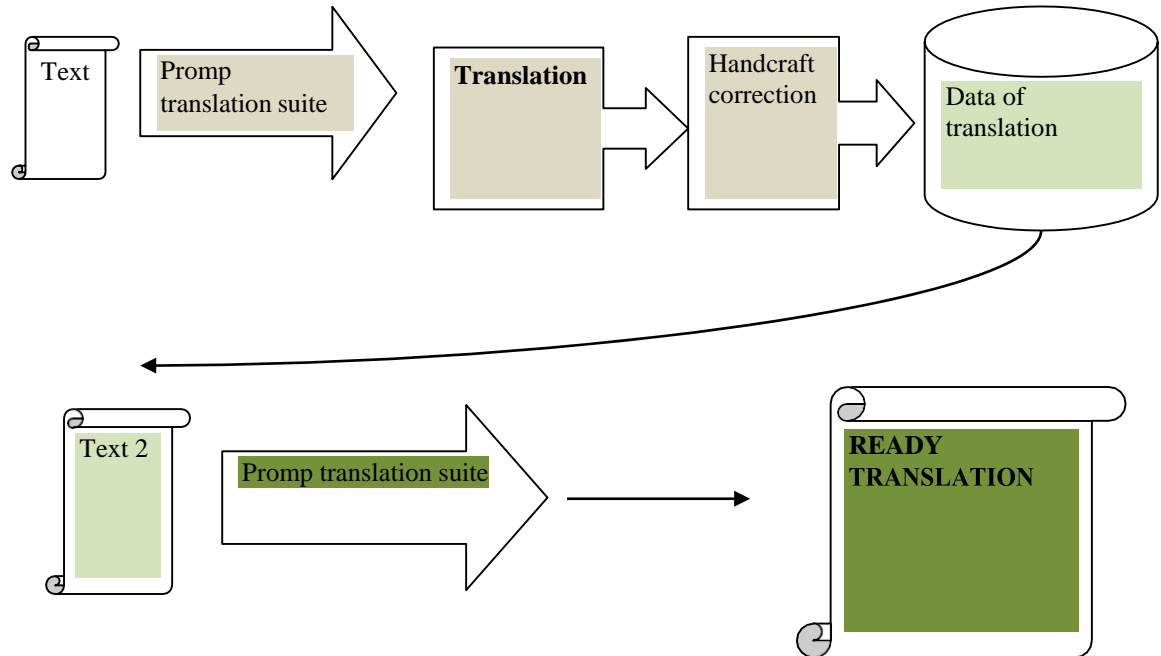 Text
Promp
translation suite
Translation
Handcraft
correction
Data of
translation
Text 2
Promp translation suite
READY
TRANSLATION